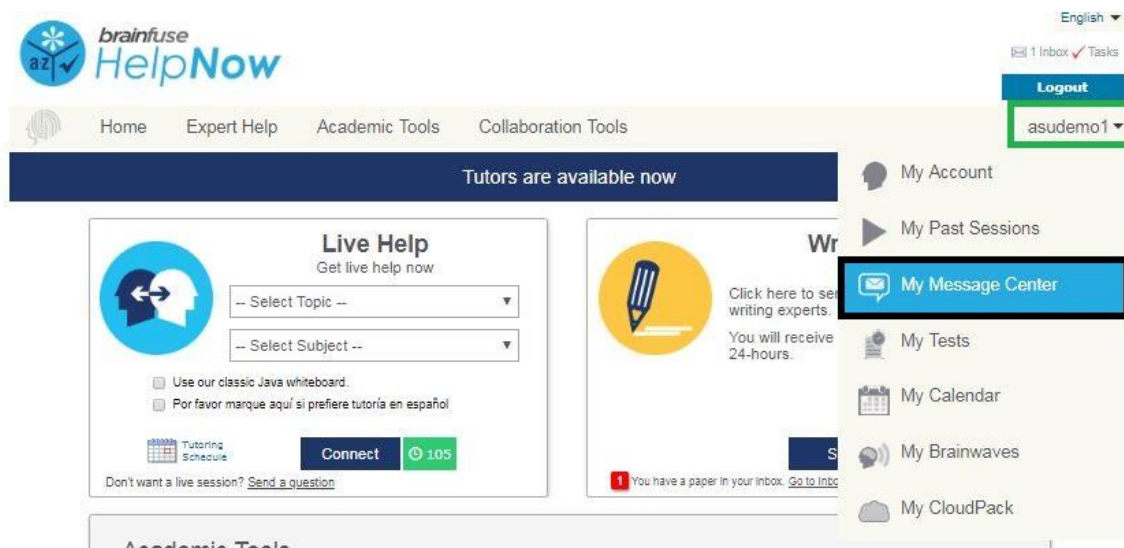 English
brainfuse
HelpNow
az
1 Inbox Tasks
Logout
Home Expert Help Academic Tools Collaboration Tools asudemo1
Tutors are available now
My Account
My Past Sessions
My Message Center
My Tests
My Calendar
My Brainwaves
My CloudPack
Live Help
Get live help now
-- Select Topic --
-- Select Subject --
Use our classic Java whiteboard.
Por favor marque aquí si prefiere tutoría en español
Tutoring
Schedule
Connect 105
Don't want a live session? Send a question
Wr
Click here to
writing experts.
You will receive
24-hours.
S
1 You have a paper in your inbox. Go to
Academic Tools